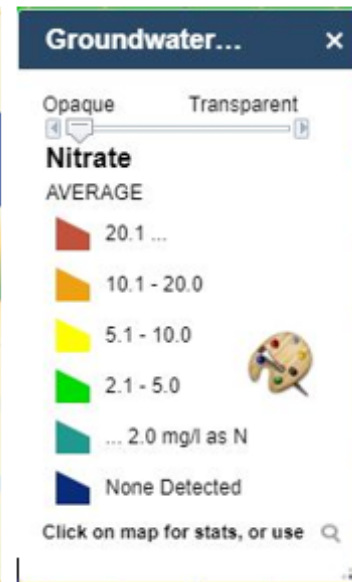 Groundwater...
Opaque Transparent
Nitrate
AVERAGE
20.1 ...
10.1 - 20.0
5.1 - 10.0
2.1 - 5.0
... 2.0 mg/l as N
None Detected
Click on map for stats, or use